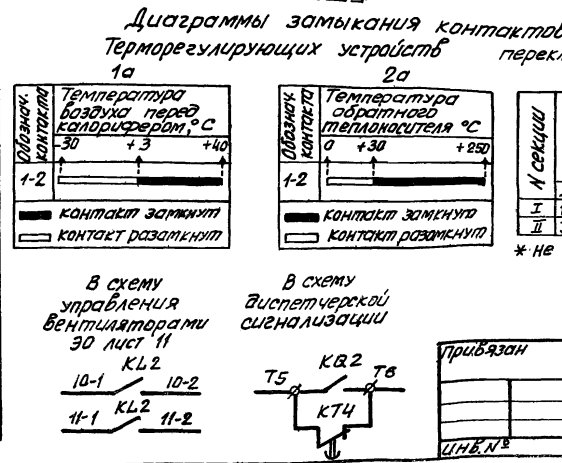 Диаграммы замыкания контактов
Терморегулирующих устройств
1а
2а
Обознач. контакта
Температура
воздуха перед
калорифером, °С
-30 +3 +40
1-2
контакт замкнут
контакт разамкнут
Обознач. контакта
Температура
обратного
теплоносителя °С
0 +30 +250
1-2
контакт замкнут
контакт разомкнут
N секции
I
II
* не
В схему
управления
вентиляторами
ЭО лист 11
KL2
10-1 10-2
KL2
11-1 11-2
В схему
диспетчерской
сигнализации
KQ2
T5 T6
KT4
Привязан
Инв. №